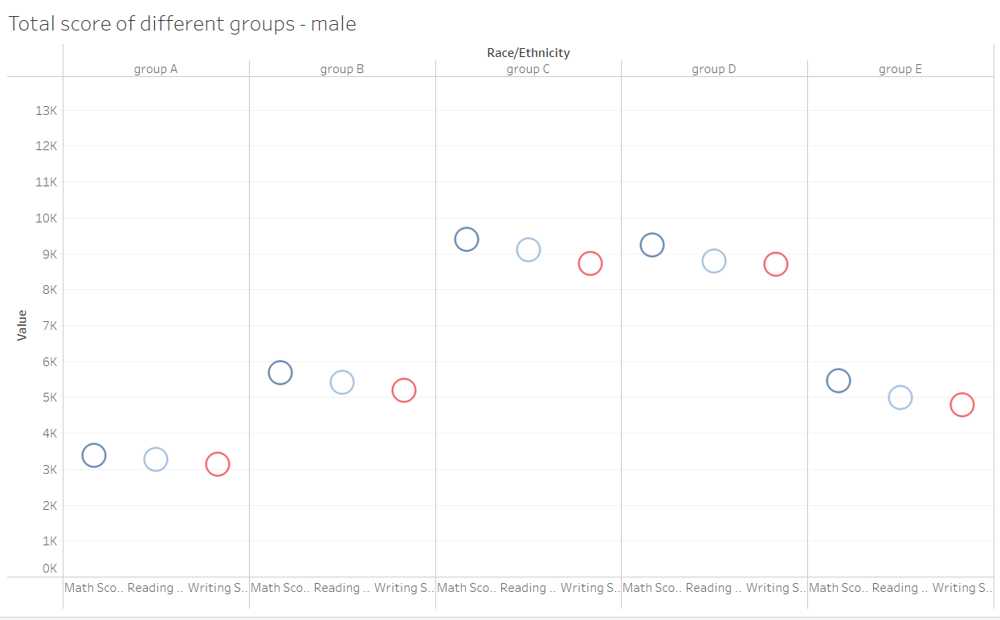 Total score of different groups - male
Race/Ethnicity
group A group B group C group D group E
13K
12K
11K
10K
9K
8K
7K
6K
5K
4K
3K
2K
1K
0K
Value
Math Sco.. Reading .. Writing S.. Math Sco.. Reading .. Writing S.. Math Sco.. Reading .. Writing S.. Math Sco.. Reading .. Writing S.. Math Sco.. Reading .. Writing S..